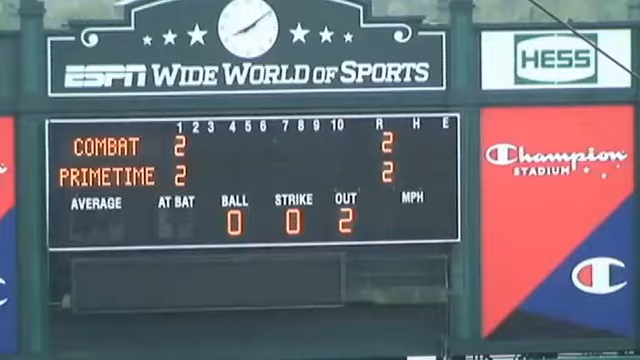 ESPN WIDE WORLD OF SPORTS
HESS
1 2 3 4 5 6 7 8 9 10 R H E
COMBAT 2 2
PRIMETIME 2 2
AVERAGE AT BAT BALL STRIKE OUT MPH
0 0 2
Champion
STADIUM